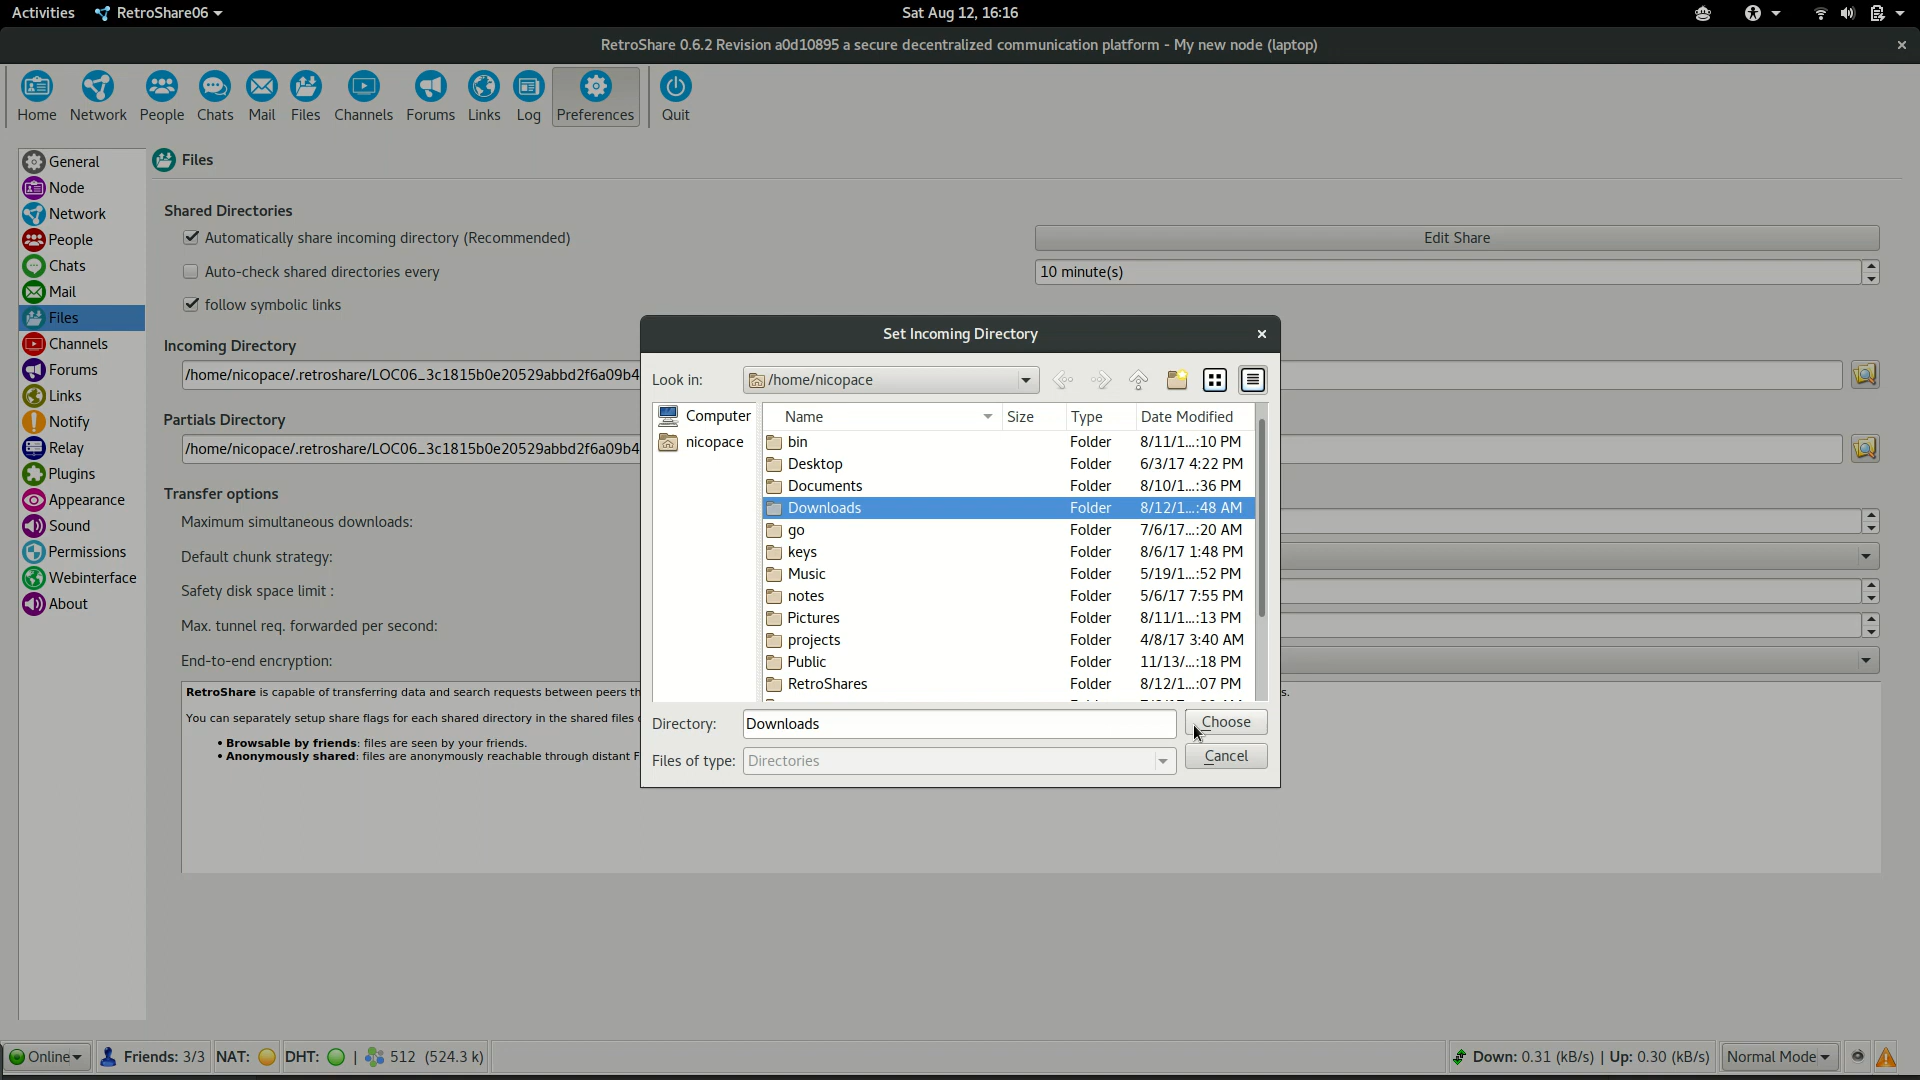 Activities RetroShare06 Sat Aug 12, 16:16
RetroShare 0.6.2 Revision a0d10895 a secure decentralized communication platform - My new node (laptop)
Home Network People Chats Mail Files Channels Forums Links Log Preferences Quit
General
Node
Network
People
Chats
Mail
Files
Channels
Forums
Links
Notify
Relay
Plugins
Appearance
Sound
Permissions
Webinterface
About
Files
Shared Directories
Automatically share incoming directory (Recommended) Edit Share
Auto-check shared directories every 10 minute(s)
follow symbolic links
Incoming Directory
/home/nicopace/.retroshare/LOC06_3c1815b0e20529abbd2f6a09b4
Partials Directory
/home/nicopace/.retroshare/LOC06_3c1815b0e20529abbd2f6a09b4
Transfer options
Maximum simultaneous downloads:
Default chunk strategy:
Safety disk space limit :
Max. tunnel req. forwarded per second:
End-to-end encryption:
RetroShare is capable of transferring data and search requests between peers th s.
You can separately setup share flags for each shared directory in the shared files
• Browsable by friends: files are seen by your friends.
• Anonymously shared: files are anonymously reachable through distant F
Set Incoming Directory
Look in: /home/nicopace
Computer
nicopace
Name Size Type Date Modified
bin Folder 8/11/1...:10 PM
Desktop Folder 6/3/17 4:22 PM
Documents Folder 8/10/1...:36 PM
Downloads Folder 8/12/1...:48 AM
go Folder 7/6/17...:20 AM
keys Folder 8/6/17 1:48 PM
Music Folder 5/19/1...:52 PM
notes Folder 5/6/17 7:55 PM
Pictures Folder 8/11/1...:13 PM
projects Folder 4/8/17 3:40 AM
Public Folder 11/13/...:18 PM
RetroShares Folder 8/12/1...:07 PM
Directory: Downloads Choose
Files of type: Directories Cancel
Online Friends: 3/3 NAT: DHT: | 512 (524.3 k) Down: 0.31 (kB/s) | Up: 0.30 (kB/s) Normal Mode